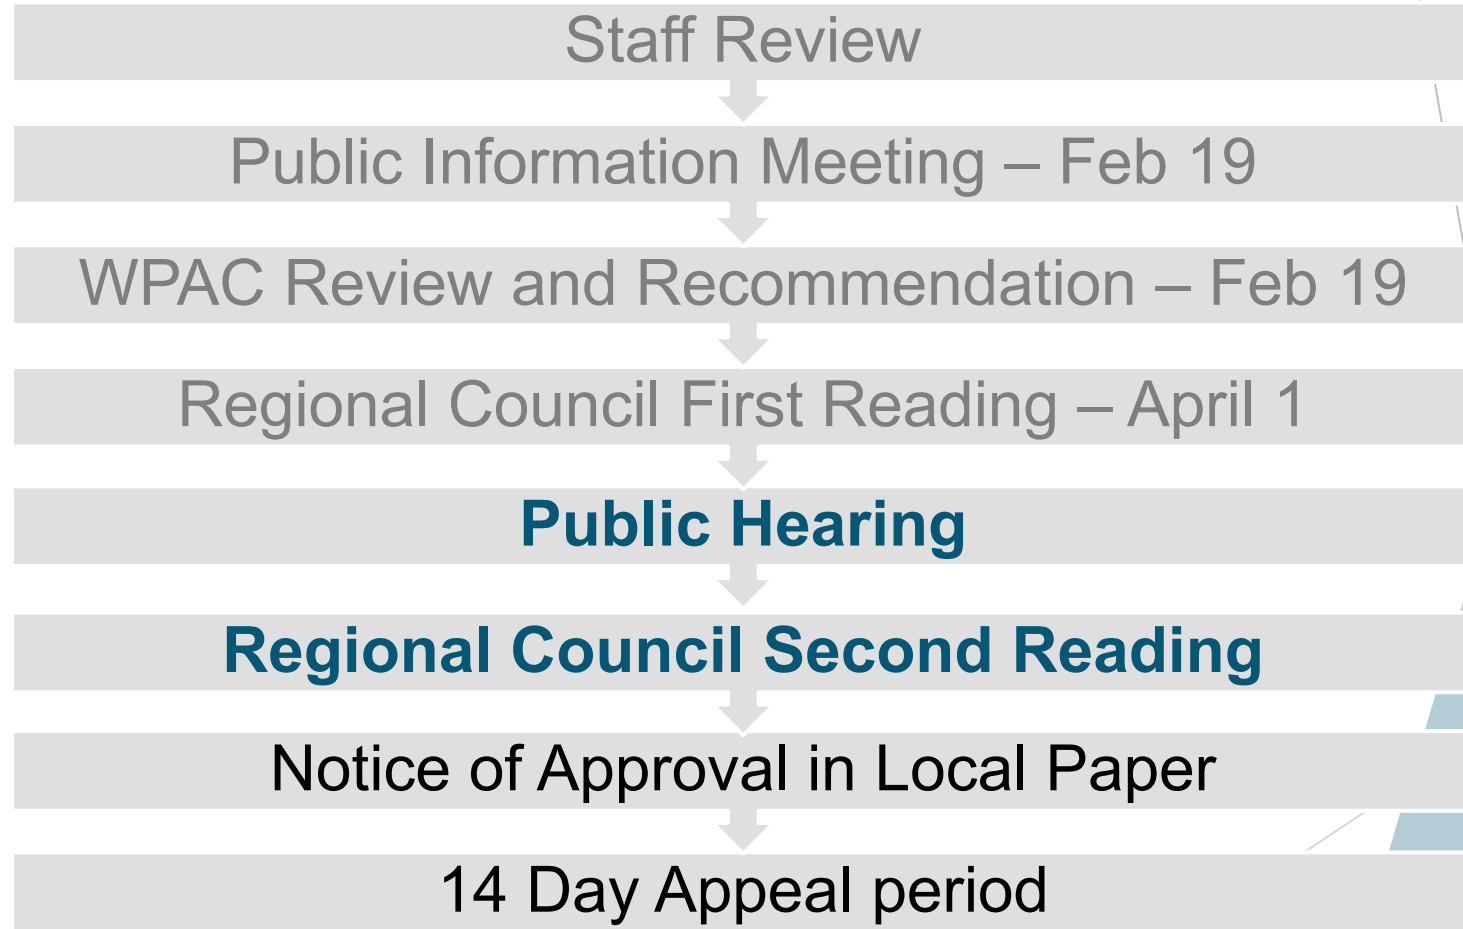 Staff Review
Public Information Meeting – Feb 19
WPAC Review and Recommendation – Feb 19
Regional Council First Reading – April 1
Public Hearing
Regional Council Second Reading
Notice of Approval in Local Paper
14 Day Appeal period